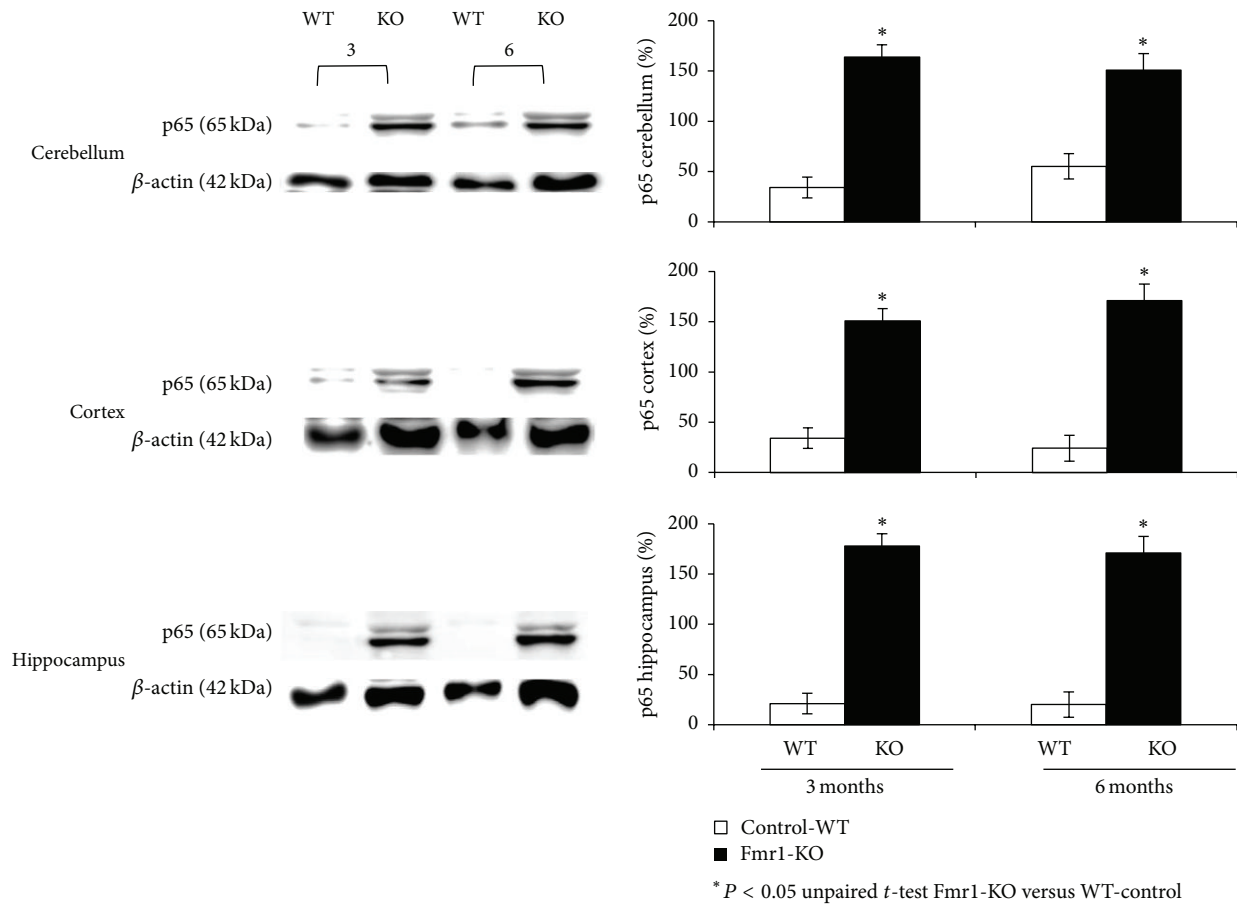 WT KO WT KO
3 6
p65 (65 kDa)
Cerebellum
β-actin (42 kDa)
p65 (65 kDa)
Cortex
β-actin (42 kDa)
p65 (65 kDa)
Hippocampus
β-actin (42 kDa)
p65 cerebellum (%)
200
150
100
50
0
* *
p65 cortex (%)
200
150
100
50
0
* *
p65 hippocampus (%)
200
150
100
50
0
* *
WT KO WT KO
3 months 6 months
Control-WT
Fmr1-KO
* P < 0.05 unpaired t-test Fmr1-KO versus WT-control